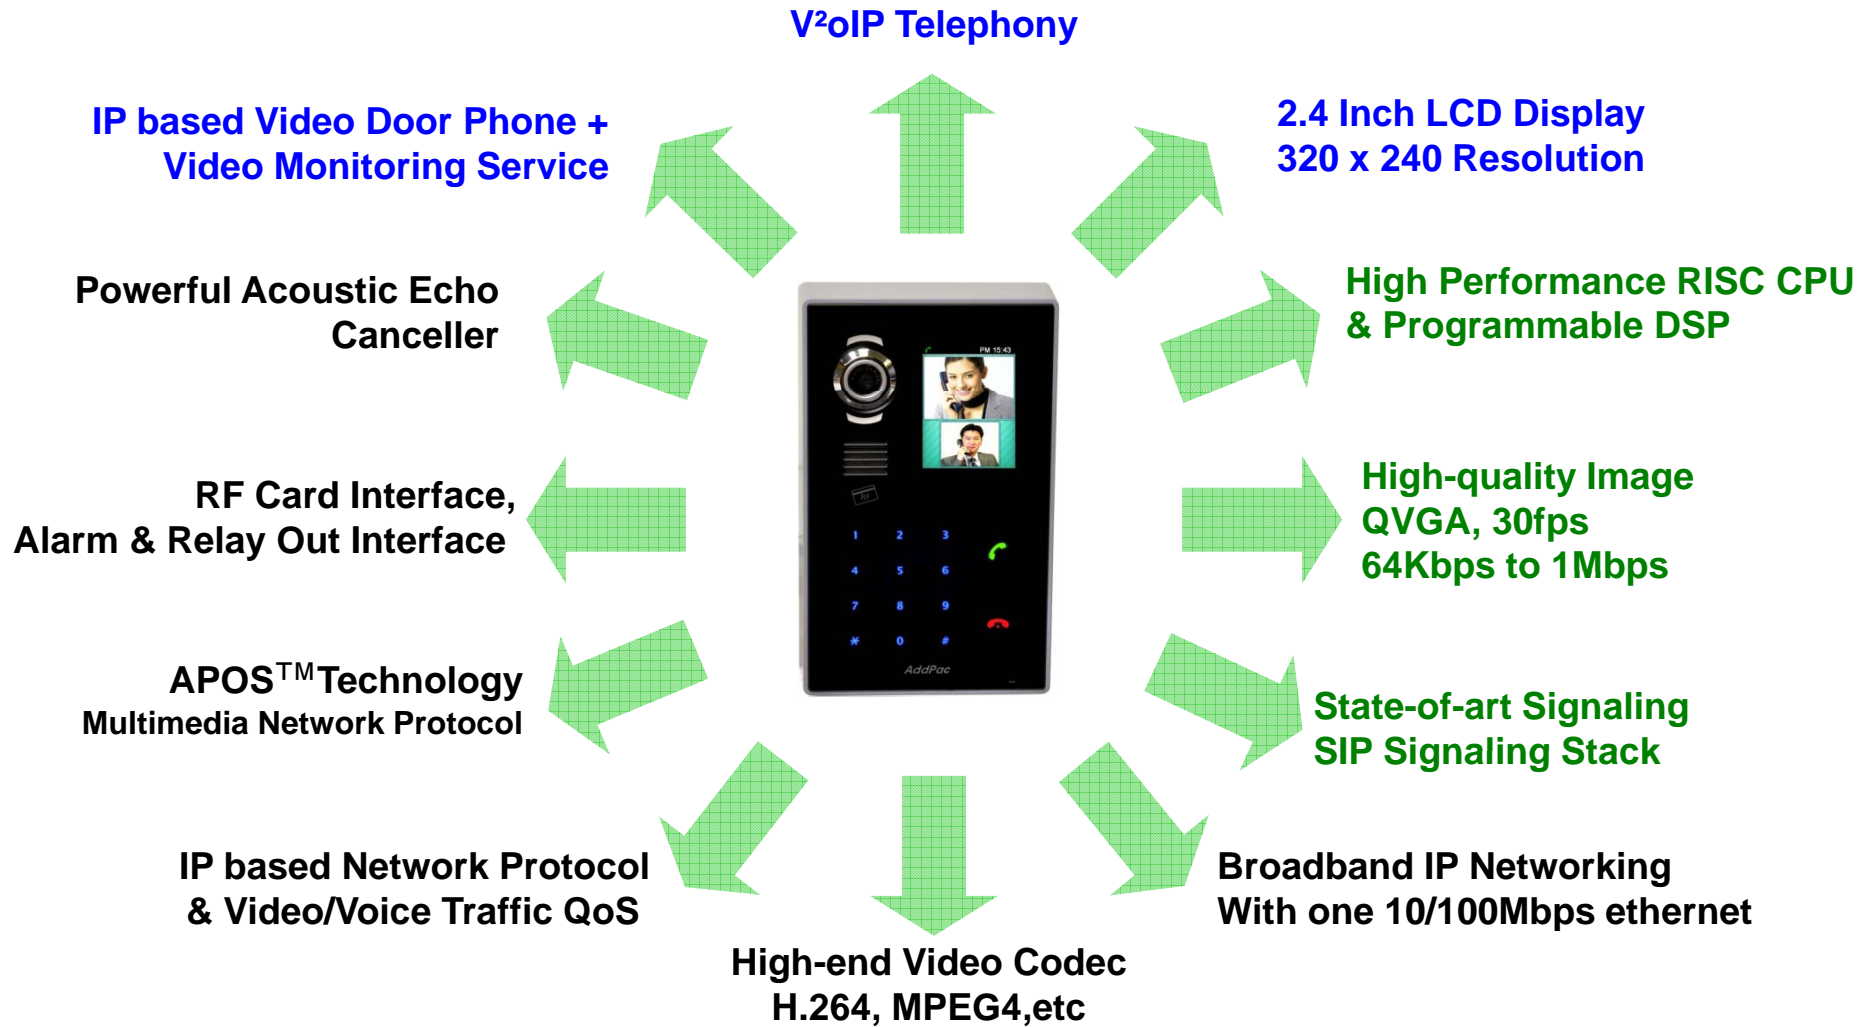 V²oIP Telephony
IP based Video Door Phone +
Video Monitoring Service
2.4 Inch LCD Display
320 x 240 Resolution
Powerful Acoustic Echo
Canceller
High Performance RISC CPU
& Programmable DSP
PM 15:43
RF Card Interface,
Alarm & Relay Out Interface
High-quality Image
QVGA, 30fps
64Kbps to 1Mbps
RF
1 2 3
4 5 6
7 8 9
* 0 #
AddPac
APOS™Technology
Multimedia Network Protocol
State-of-art Signaling
SIP Signaling Stack
IP based Network Protocol
& Video/Voice Traffic QoS
Broadband IP Networking
With one 10/100Mbps ethernet
High-end Video Codec
H.264, MPEG4,etc